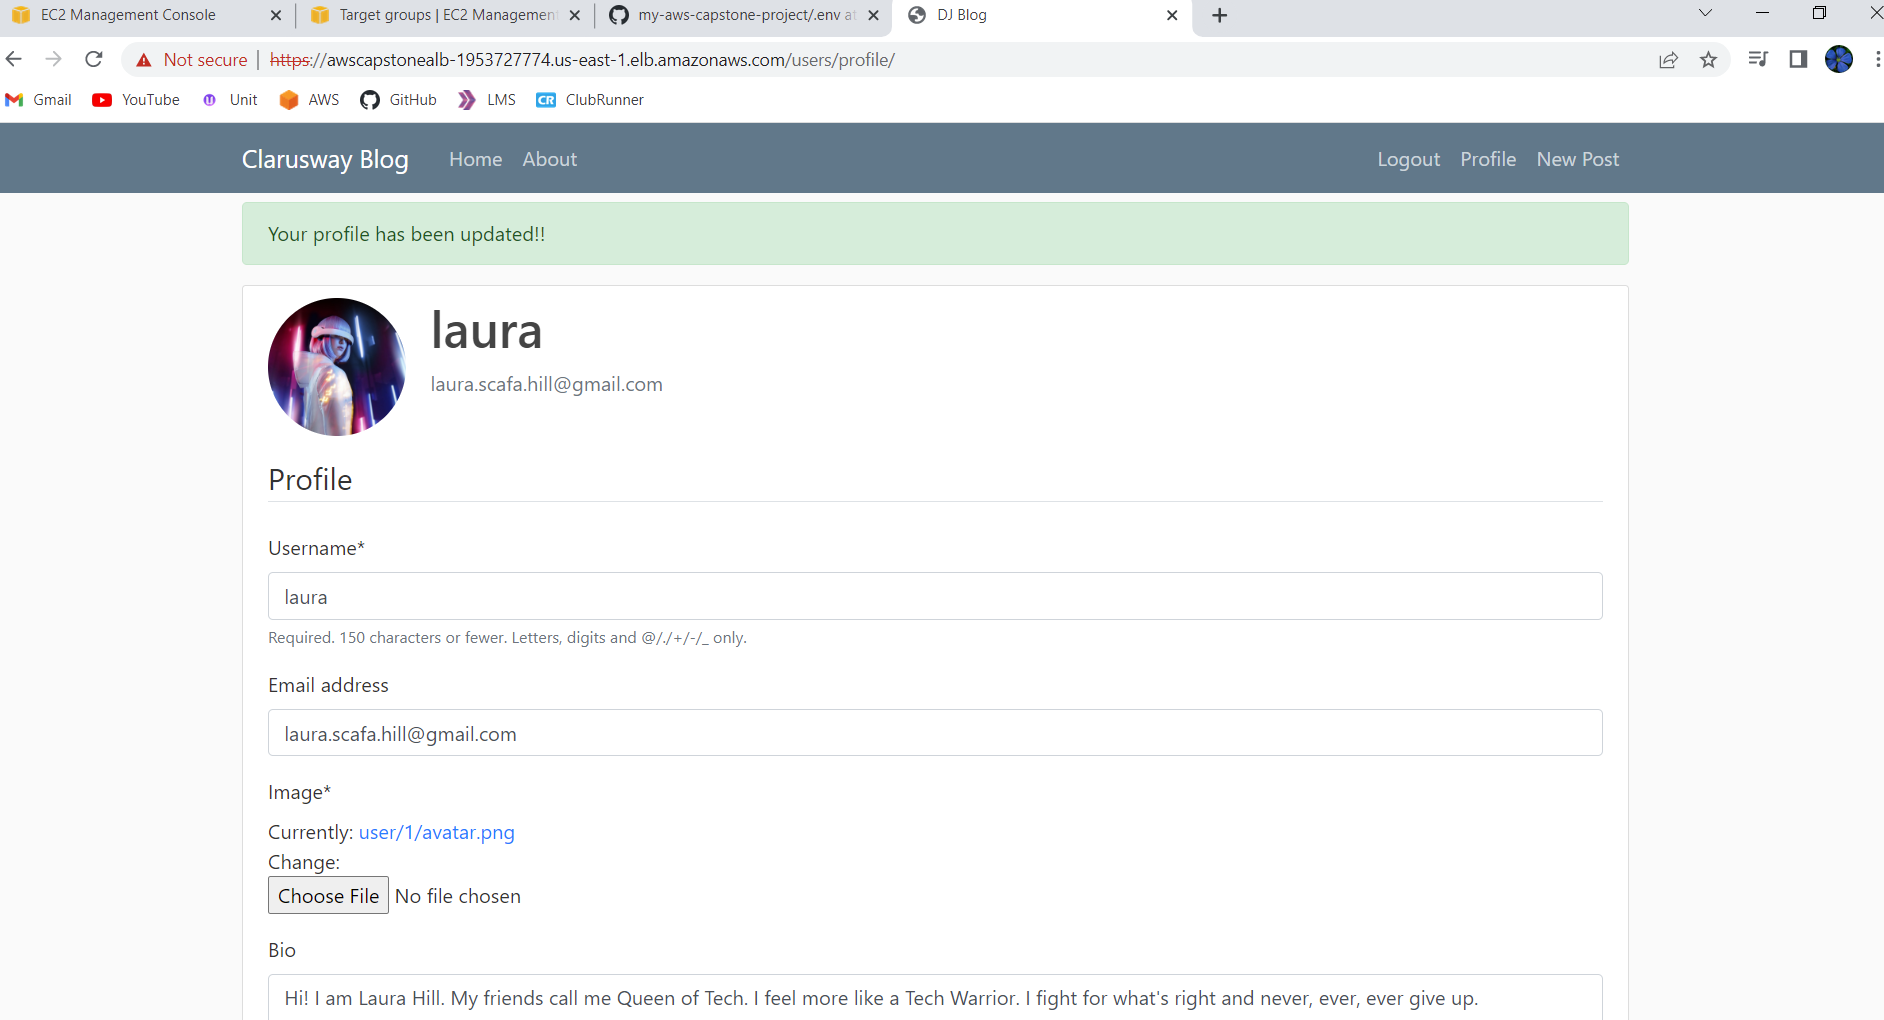 EC2 Management Console
Target groups | EC2 Management
my-aws-capstone-project/.env at
DJ Blog
Not secure | https://awscapstonealb-1953727774.us-east-1.elb.amazonaws.com/users/profile/
Gmail YouTube Unit AWS GitHub LMS CR ClubRunner
Clarusway Blog Home About Logout Profile New Post
Your profile has been updated!!
laura
laura.scafa.hill@gmail.com
Profile
Username*
laura
Required. 150 characters or fewer. Letters, digits and @/./+/-/_ only.
Email address
laura.scafa.hill@gmail.com
Image*
Currently: user/1/avatar.png
Change:
Choose File No file chosen
Bio
Hi! I am Laura Hill. My friends call me Queen of Tech. I feel more like a Tech Warrior. I fight for what's right and never, ever, ever give up.